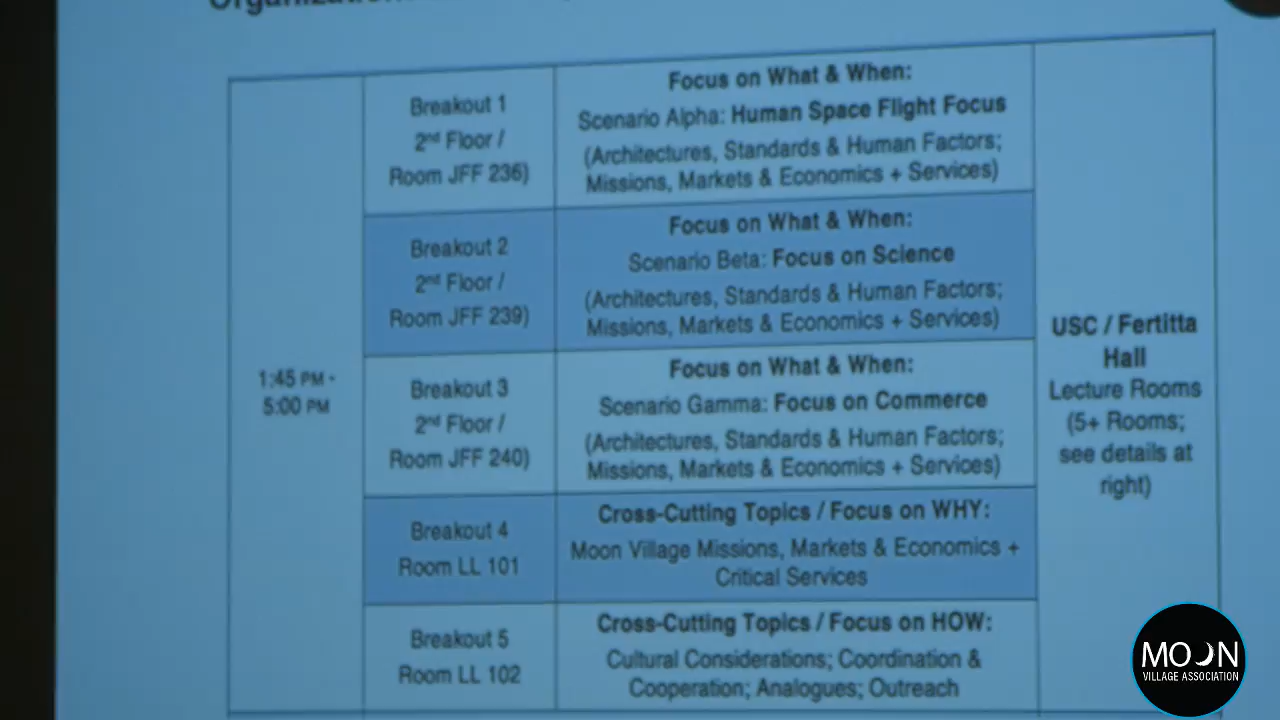 1:45 PM -
5:00 PM
Breakout 1
2nd Floor /
Room JFF 236)
Focus on What & When:
Scenario Alpha: Human Space Flight Focus
(Architectures, Standards & Human Factors;
Missions, Markets & Economics + Services)
Breakout 2
2nd Floor /
Room JFF 239)
Focus on What & When:
Scenario Beta: Focus on Science
(Architectures, Standards & Human Factors;
Missions, Markets & Economics + Services)
Breakout 3
2nd Floor /
Room JFF 240)
Focus on What & When:
Scenario Gamma: Focus on Commerce
(Architectures, Standards & Human Factors;
Missions, Markets & Economics + Services)
Breakout 4
Room LL 101
Cross-Cutting Topics / Focus on WHY:
Moon Village Missions, Markets & Economics +
Critical Services
Breakout 5
Room LL 102
Cross-Cutting Topics / Focus on HOW:
Cultural Considerations; Coordination &
Cooperation; Analogues; Outreach
USC / Fertitta
Hall
Lecture Rooms
(5+ Rooms;
see details at
right)
MOON
VILLAGE ASSOCIATION